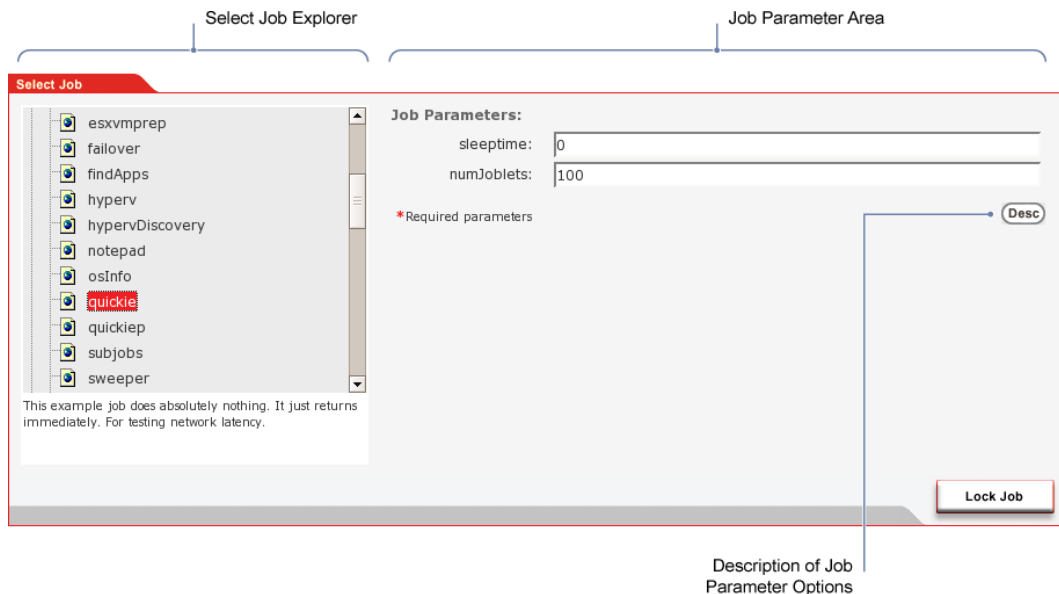 Select Job Explorer
Job Parameter Area
Select Job
esxvmprep
failover
findApps
hyperv
hypervDiscovery
notepad
osInfo
quickie
quickiep
subjobs
sweeper
This example job does absolutely nothing. It just returns
immediately. For testing network latency.
Job Parameters:
sleeptime: 0
numJoblets: 100
*Required parameters
Desc
Lock Job
Description of Job
Parameter Options